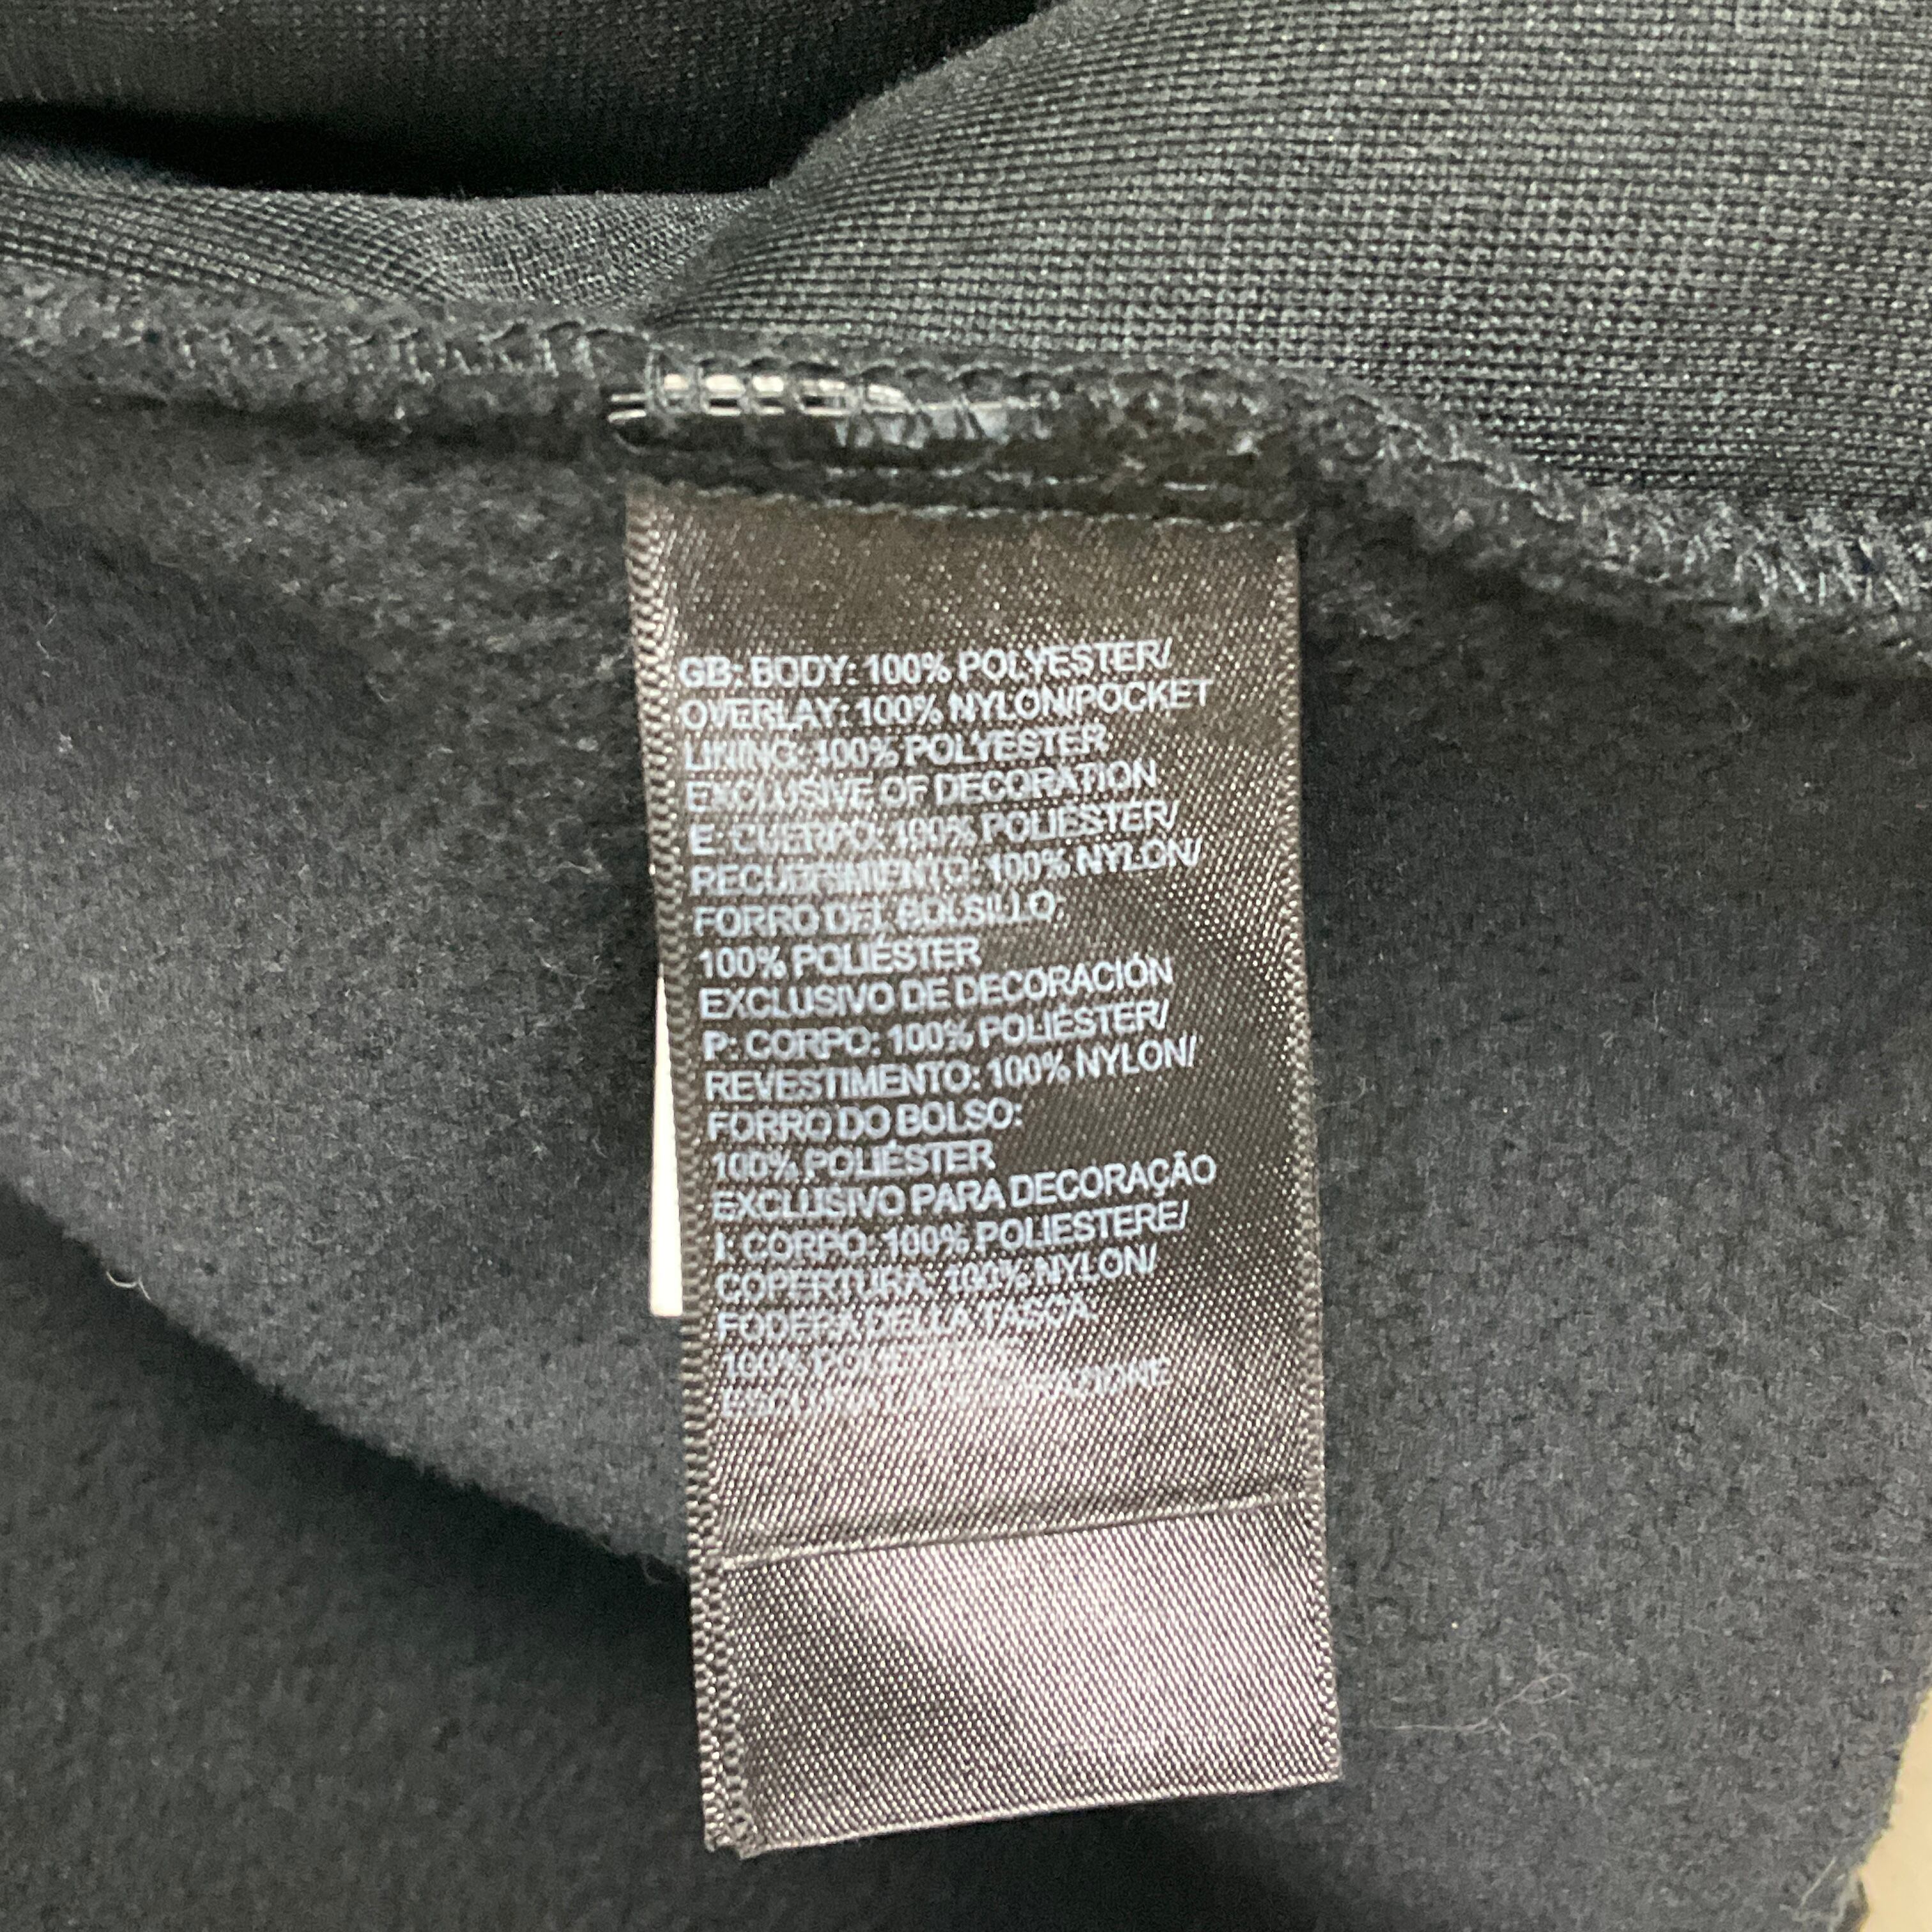 GB: BODY: 100% POLYESTER/
OVERLAY: 100% NYLON/POCKET
LINING: 100% POLYESTER
EXCLUSIVE OF DECORATION
E: CUERPO: 100% POLIÉSTER/
RECUBRIMIENTO: 100% NYLON/
FORRO DEL BOLSILLO:
100% POLIÉSTER
EXCLUSIVO DE DECORACIÓN
P: CORPO: 100% POLIÉSTER/
REVESTIMENTO: 100% NYLON/
FORRO DO BOLSO:
100% POLIÉSTER
EXCLUSIVO PARA DECORAÇÃO
I: CORPO: 100% POLIESTERE/
COPERTURA: 100% NYLON/
FODERA DELLA TASCA:
100%